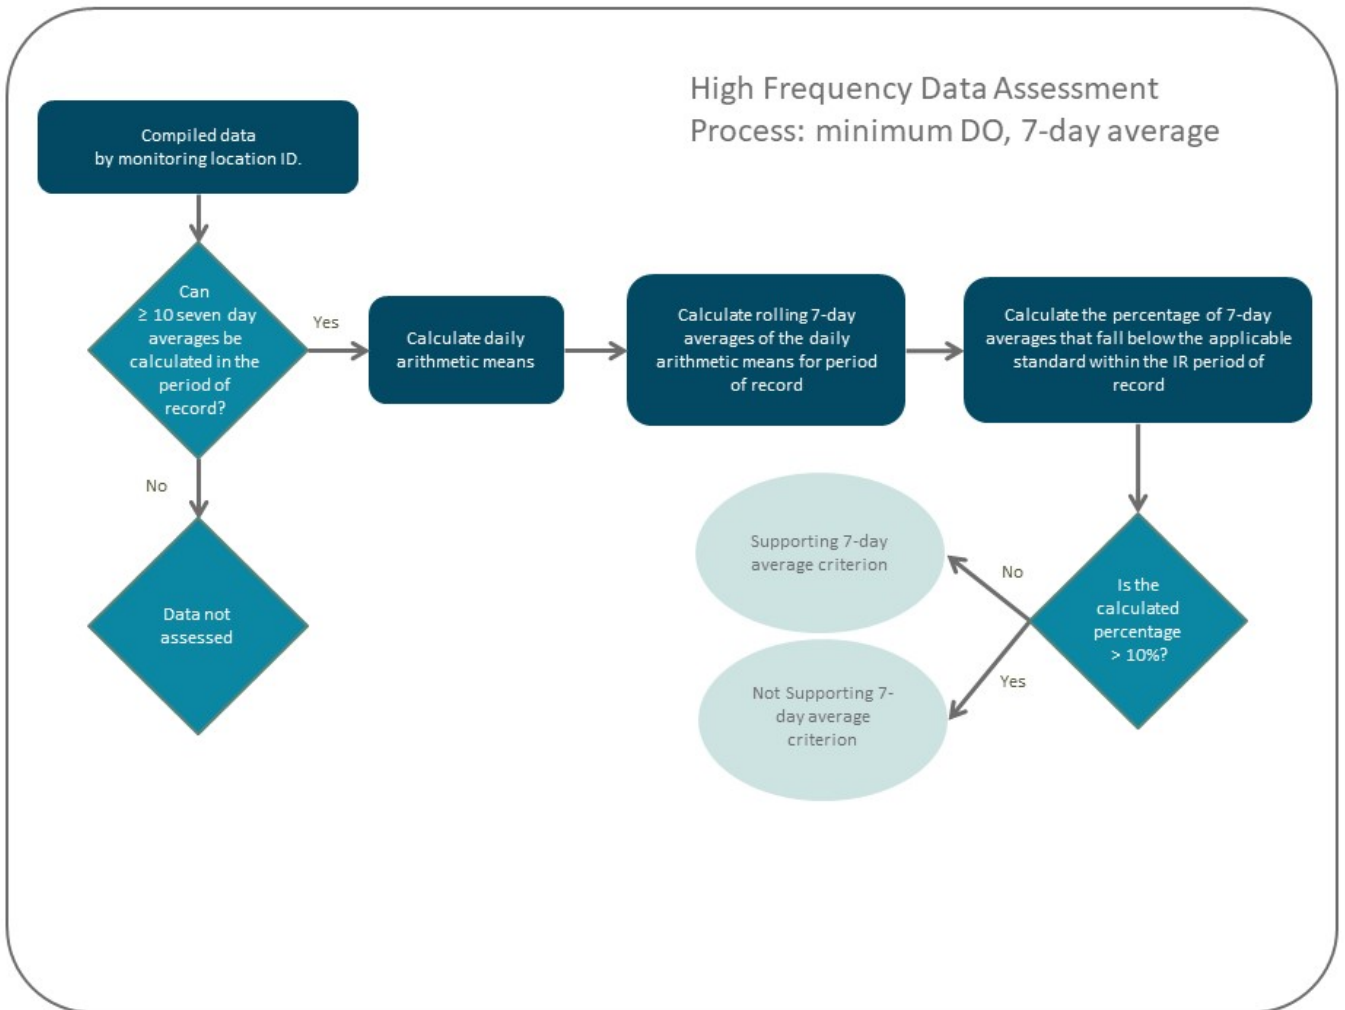 High Frequency Data Assessment
Process: minimum DO, 7-day average
Compiled data
by monitoring location ID.
Can
≥ 10 seven day
averages be
calculated in the
period of
record?
Yes
No
Data not
assessed
Calculate daily
arithmetic means
Calculate rolling 7-day
averages of the daily
arithmetic means for period
of record
Calculate the percentage of 7-day
averages that fall below the applicable
standard within the IR period of
record
Is the
calculated
percentage
> 10%?
No
Yes
Supporting 7-day
average criterion
Not Supporting 7-
day average
criterion